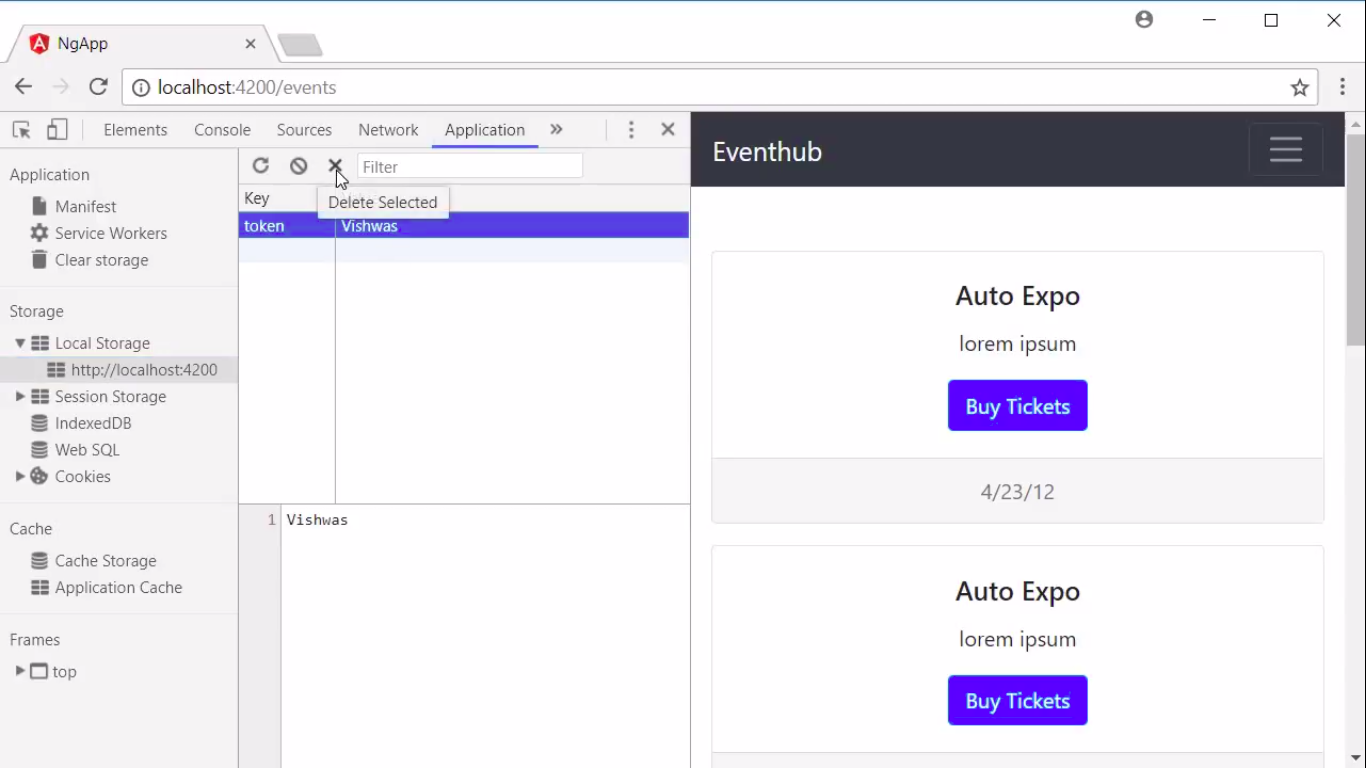 NgApp
localhost:4200/events
Elements Console Sources Network Application »
Application
Manifest
Service Workers
Clear storage
Storage
Local Storage
http://localhost:4200
Session Storage
IndexedDB
Web SQL
Cookies
Cache
Cache Storage
Application Cache
Frames
top
Filter
Key
Delete Selected
token Vishwas
1 Vishwas
Eventhub
Auto Expo
lorem ipsum
Buy Tickets
4/23/12
Auto Expo
lorem ipsum
Buy Tickets